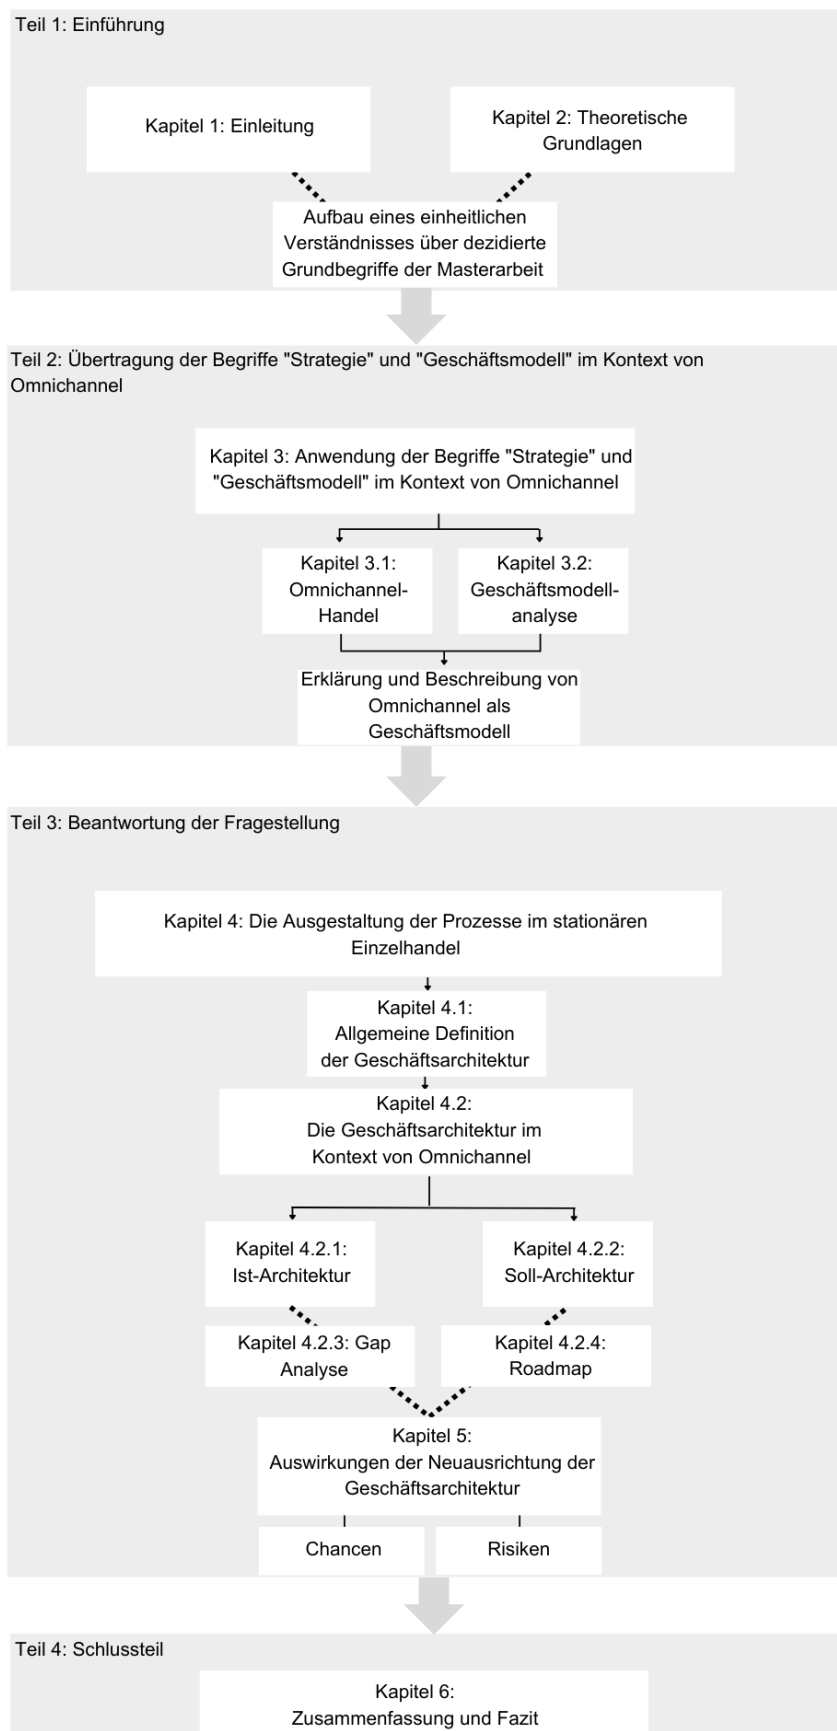 Teil 1: Einführung
Kapitel 1: Einleitung
Kapitel 2: Theoretische
Grundlagen
Aufbau eines einheitlichen
Verständnisses über dezidierte
Grundbegriffe der Masterarbeit
Teil 2: Übertragung der Begriffe "Strategie" und "Geschäftsmodell" im Kontext von
Omnichannel
Kapitel 3: Anwendung der Begriffe "Strategie" und
"Geschäftsmodell" im Kontext von Omnichannel
Kapitel 3.1:
Omnichannel-
Handel
Kapitel 3.2:
Geschäftsmodell-
analyse
Erklärung und Beschreibung von
Omnichannel als
Geschäftsmodell
Teil 3: Beantwortung der Fragestellung
Kapitel 4: Die Ausgestaltung der Prozesse im stationären
Einzelhandel
Kapitel 4.1:
Allgemeine Definition
der Geschäftsarchitektur
Kapitel 4.2:
Die Geschäftsarchitektur im
Kontext von Omnichannel
Kapitel 4.2.1:
Ist-Architektur
Kapitel 4.2.2:
Soll-Architektur
Kapitel 4.2.3: Gap
Analyse
Kapitel 4.2.4:
Roadmap
Kapitel 5:
Auswirkungen der Neuausrichtung der
Geschäftsarchitektur
Chancen
Risiken
Teil 4: Schlussteil
Kapitel 6:
Zusammenfassung und Fazit